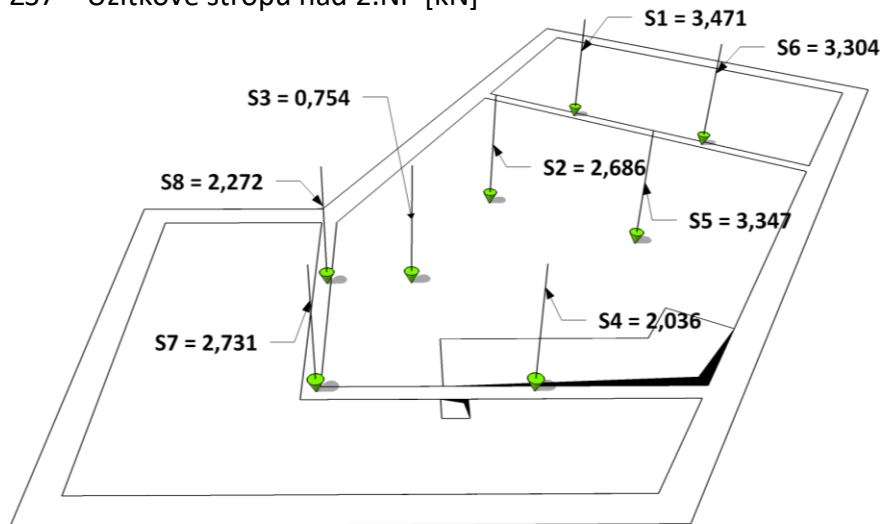 ZS7 – Užitkové stropu nad 2.NP [kN]
S1 = 3,471
S6 = 3,304
S3 = 0,754
S2 = 2,686
S8 = 2,272
S5 = 3,347
S4 = 2,036
S7 = 2,731